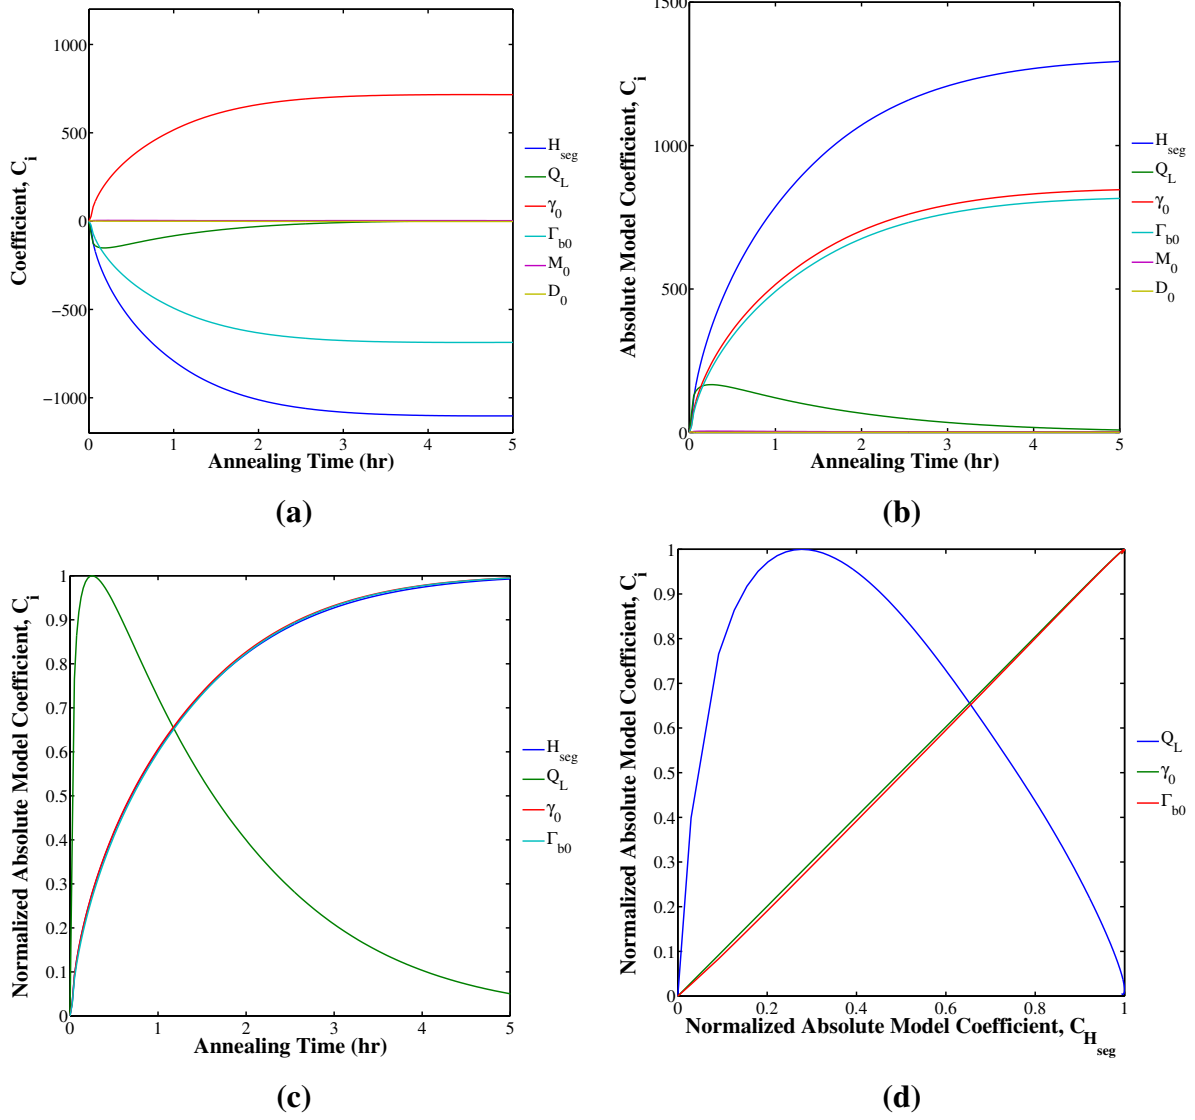 1000
500
0
−500
−1000
0 1 2 3 4 5
Coefficient, C_i
Annealing Time (hr)
H_seg
Q_L
γ_0
Γ_b0
M_0
D_0
(a)
1500
1000
500
0
0 1 2 3 4 5
Absolute Model Coefficient, C_i
Annealing Time (hr)
H_seg
Q_L
γ_0
Γ_b0
M_0
D_0
(b)
1
0.9
0.8
0.7
0.6
0.5
0.4
0.3
0.2
0.1
0
0 1 2 3 4 5
Normalized Absolute Model Coefficient, C_i
Annealing Time (hr)
H_seg
Q_L
γ_0
Γ_b0
(c)
1
0.9
0.8
0.7
0.6
0.5
0.4
0.3
0.2
0.1
0
0 0.2 0.4 0.6 0.8 1
Normalized Absolute Model Coefficient, C_i
Normalized Absolute Model Coefficient, C_H_seg
Q_L
γ_0
Γ_b0
(d)